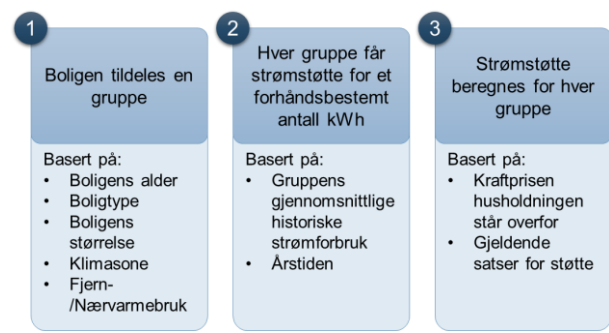 1
Boligen tildeles en
gruppe
Basert på:
• Boligens alder
• Boligtype
• Boligens
størrelse
• Klimasone
• Fjern-
/Nærvarmebruk
2
Hver gruppe får
strømstøtte for et
forhåndsbestemt
antall kWh
Basert på:
• Gruppens
gjennomsnittlige
historiske
strømforbruk
• Årstiden
3
Strømstøtte
beregnes for hver
gruppe
Basert på:
• Kraftprisen
husholdningen
står overfor
• Gjeldende
satser for støtte